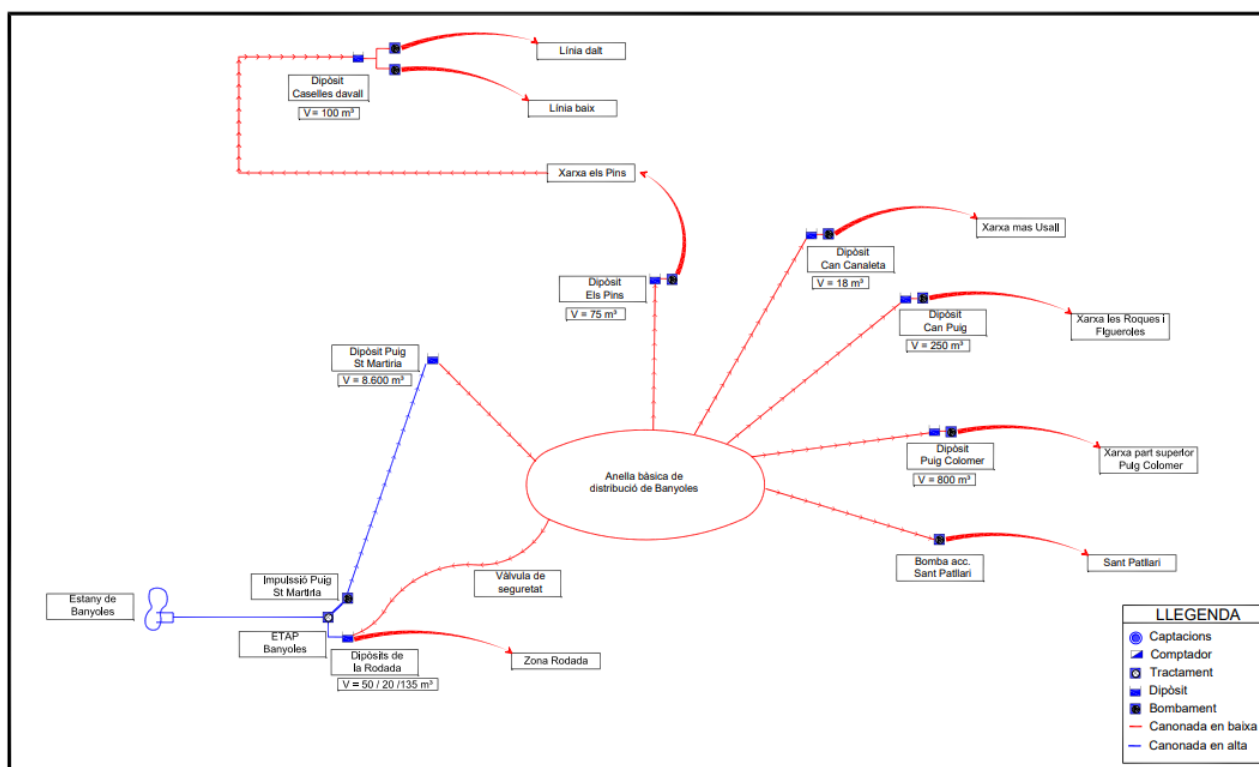 Línia dalt
Dipòsit
Caselles davall
V = 100 m³
Línia baix
Xarxa els Pins
Xarxa mas Usall
Dipòsit
Can Canaleta
V = 18 m³
Dipòsit
Els Pins
V = 75 m³
Dipòsit
Can Puig
V = 250 m³
Xarxa les Roques i
FIgueroles
Dipòsit Puig
St Martiria
V = 8.600 m³
Anella bàsica de
distribució de Banyoles
Dipòsit
Puig Colomer
V = 800 m³
Xarxa part superIor
Puig Colomer
Bomba acc.
Sant Patllari
Sant Patllari
Vàlvula de
seguretat
Impulssió Puig
St Martiria
Estany de
Banyoles
ETAP
Banyoles
Dipòsits de
la Rodada
V = 50 / 20 /135 m³
Zona Rodada
LLEGENDA
Captacions
Comptador
Tractament
Dipòsit
Bombament
Canonada en baixa
Canonada en alta